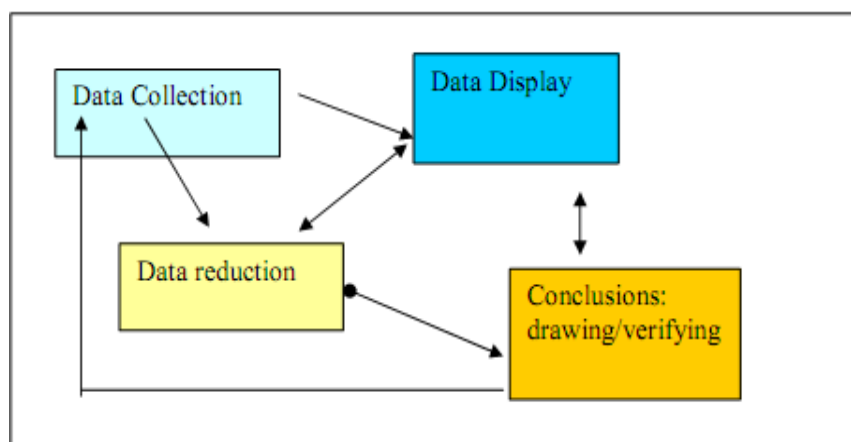 Data Collection
Data Display
Data reduction
Conclusions:
drawing/verifying